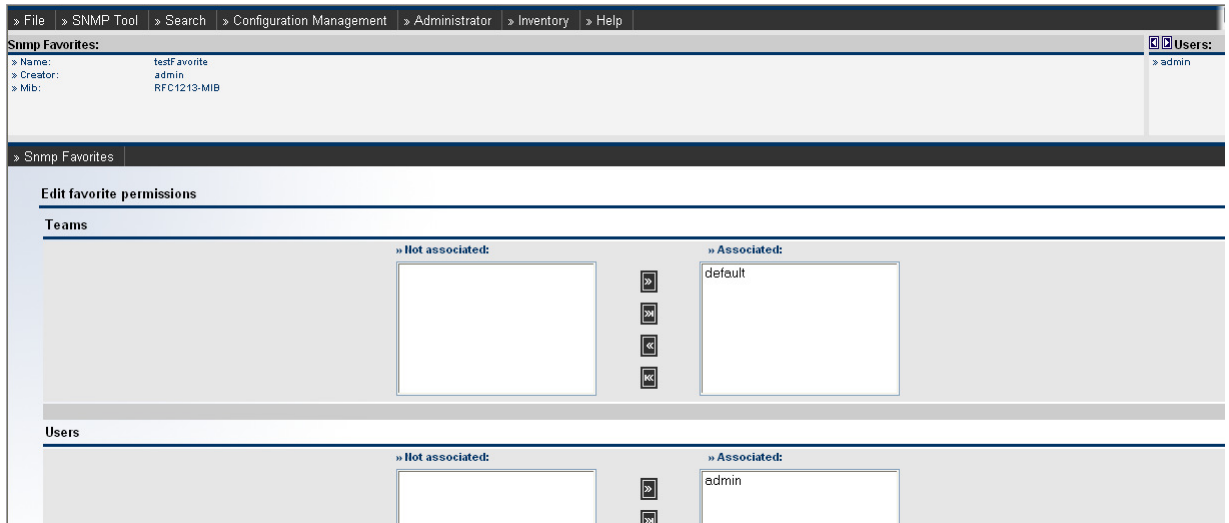 » File » SNMP Tool » Search » Configuration Management » Administrator » Inventory » Help
Snmp Favorites: Users:
» Name: testFavorite » admin
» Creator: admin
» Mib: RFC1213-MIB
» Snmp Favorites
Edit favorite permissions
Teams
» Not associated: » Associated:
default
Users
» Not associated: » Associated:
admin